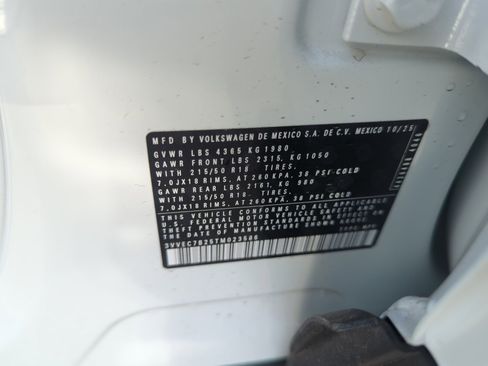 MFD BY VOLKSWAGEN DE MEXICO S.A. DE C.V. MEXICO 10/25
GVWR LBS 4365 KG 1980
GAWR FRONT LBS 2315, KG 1050
WITH 215/50 R18 TIRES.
7.0JX18 RIMS. AT 260 KPA. 38 PSI COLD
GAWR REAR LBS 2161, KG 980
WITH 215/50 R18 TIRES.
7.0JX18 RIMS. AT 260 KPA. 38 PSI COLD
THIS VEHICLE CONFORMS TO ALL APPLICABLE
U.S. FEDERAL MOTOR VEHICLE